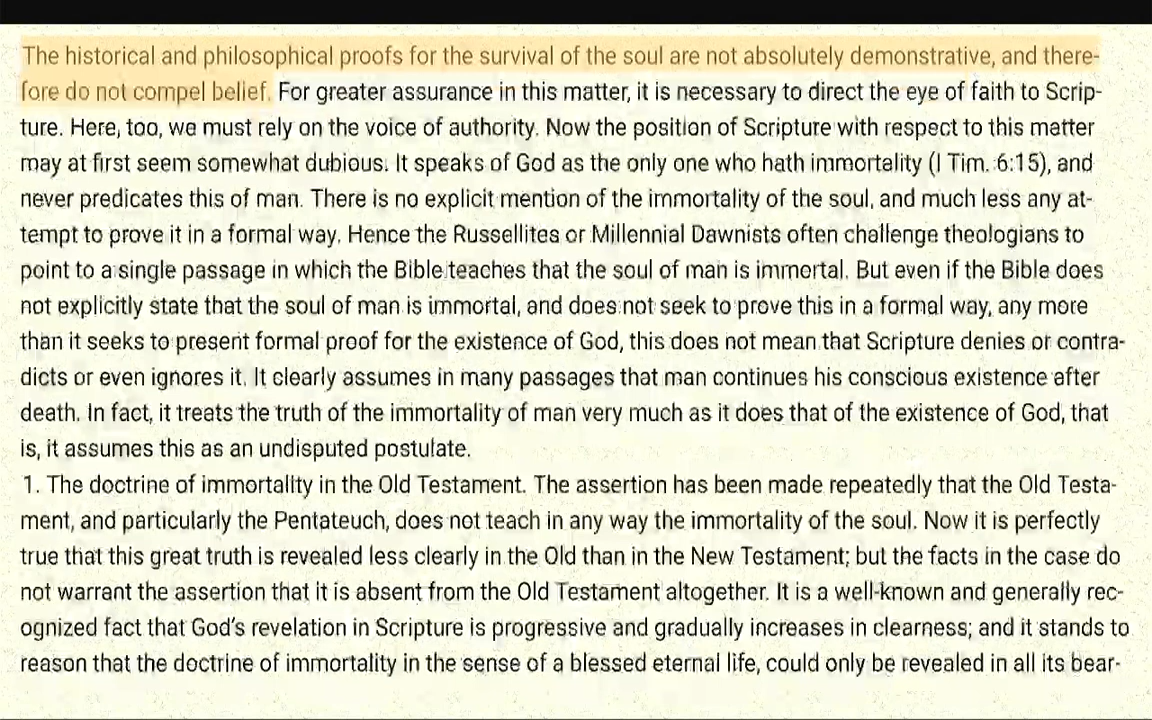 The historical and philosophical proofs for the survival of the soul are not absolutely demonstrative, and there-
fore do not compel belief. For greater assurance in this matter, it is necessary to direct the eye of faith to Scrip-
ture. Here, too, we must rely on the voice of authority. Now the position of Scripture with respect to this matter
may at first seem somewhat dubious. It speaks of God as the only one who hath immortality (I Tim. 6:15), and
never predicates this of man. There is no explicit mention of the immortality of the soul, and much less any at-
tempt to prove it in a formal way. Hence the Russellites or Millennial Dawnists often challenge theologians to
point to a single passage in which the Bible teaches that the soul of man is immortal. But even if the Bible does
not explicitly state that the soul of man is immortal, and does not seek to prove this in a formal way, any more
than it seeks to present formal proof for the existence of God, this does not mean that Scripture denies or contra-
dicts or even ignores it. It clearly assumes in many passages that man continues his conscious existence after
death. In fact, it treats the truth of the immortality of man very much as it does that of the existence of God, that
is, it assumes this as an undisputed postulate.
1. The doctrine of immortality in the Old Testament. The assertion has been made repeatedly that the Old Testa-
ment, and particularly the Pentateuch, does not teach in any way the immortality of the soul. Now it is perfectly
true that this great truth is revealed less clearly in the Old than in the New Testament; but the facts in the case do
not warrant the assertion that it is absent from the Old Testament altogether. It is a well-known and generally rec-
ognized fact that God's revelation in Scripture is progressive and gradually increases in clearness; and it stands to
reason that the doctrine of immortality in the sense of a blessed eternal life, could only be revealed in all its bear-